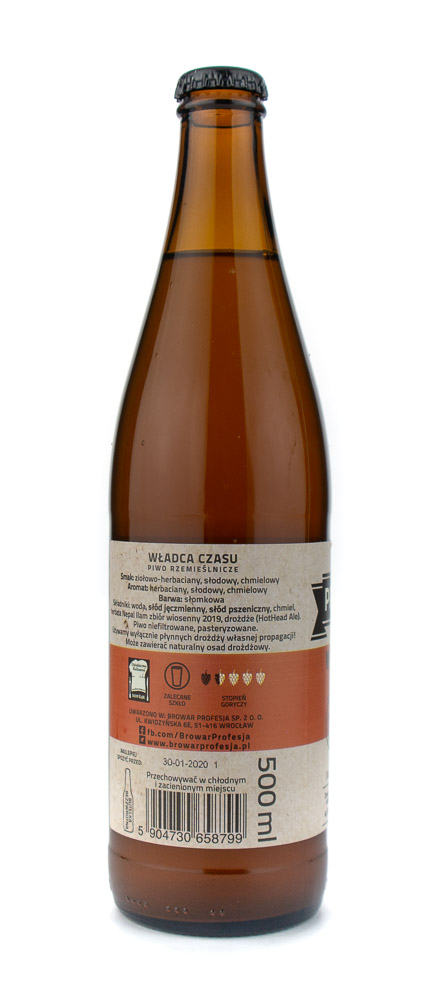 WŁADCA CZASU
PIWO RZEMIEŚLNICZE
Smak: ziołowo-herbaciany, słodowy, chmielowy
Aromat: herbaciany, słodowy, chmielowy
Barwa: słomkowa
Składniki: woda, słód jęczmienny, słód pszeniczny, chmiel,
herbata Nepal Ilam zbiór wiosenny 2019, drożdże (HotHead Ale).
Piwo niefiltrowane, pasteryzowane.
Używamy wyłącznie płynnych drożdży własnej propagacji!
Może zawierać naturalny osad drożdżowy.
ZALECANE
SZKŁO
STOPIEŃ
GORYCZY
UWARZONO W: BROWAR PROFESJA SP. Z O. O.
UL. KWIDZYŃSKA 6E, 51-416 WROCŁAW
fb.com/BrowarProfesja
www.browarprofesja.pl
NAJLEPIEJ
SPOŻYĆ PRZED:
30-01-2020 1
Przechowywać w chłodnym
i zacienionym miejscu
500 ml
5 904730 658799